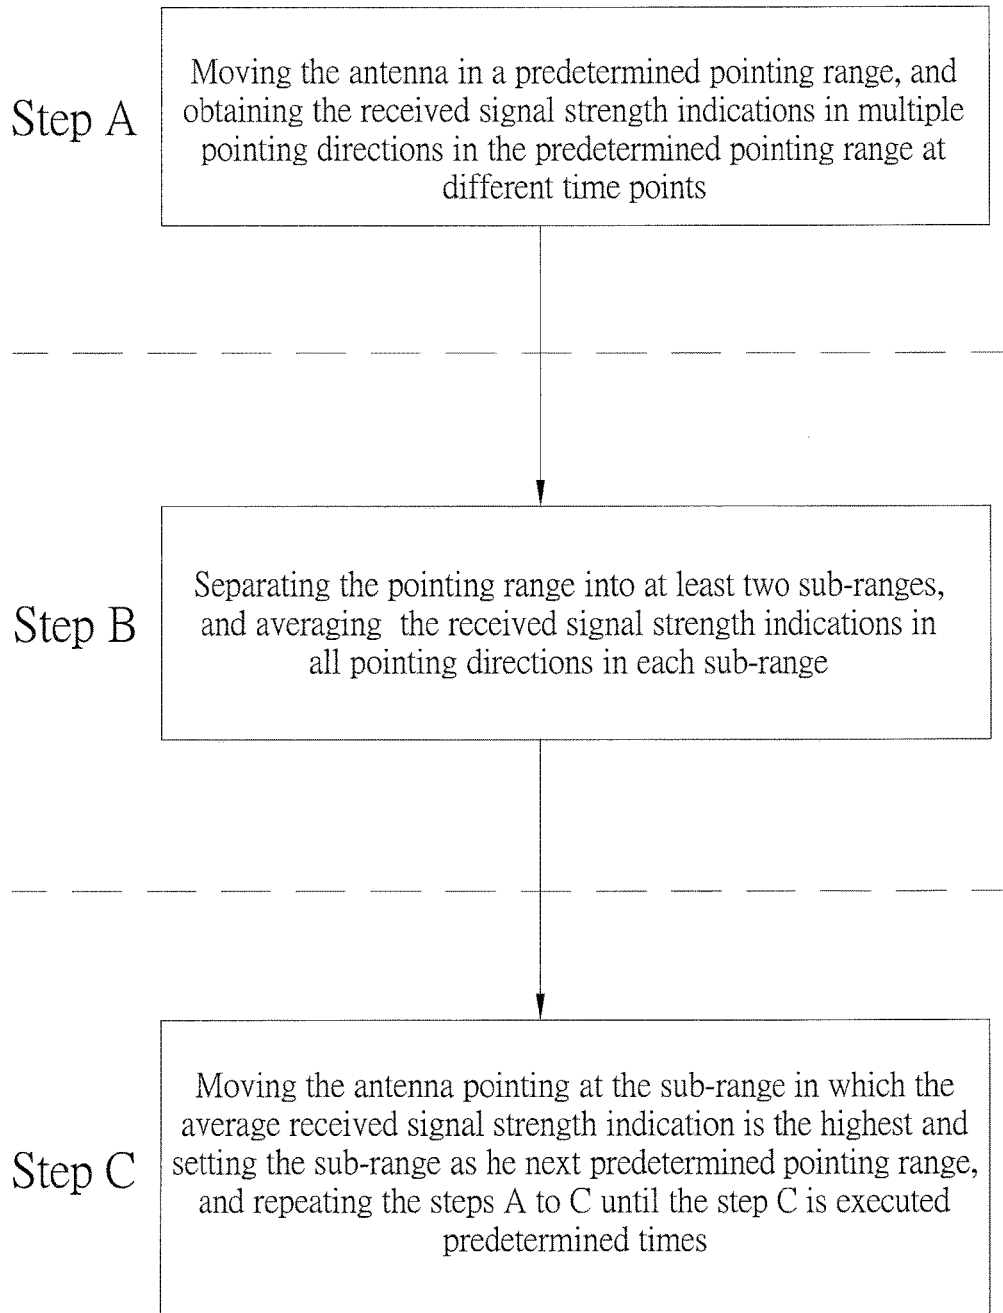 Step A
Moving the antenna in a predetermined pointing range, and
obtaining the received signal strength indications in multiple
pointing directions in the predetermined pointing range at
different time points
Step B
Separating the pointing range into at least two sub-ranges,
and averaging the received signal strength indications in
all pointing directions in each sub-range
Step C
Moving the antenna pointing at the sub-range in which the
average received signal strength indication is the highest and
setting the sub-range as he next predetermined pointing range,
and repeating the steps A to C until the step C is executed
predetermined times